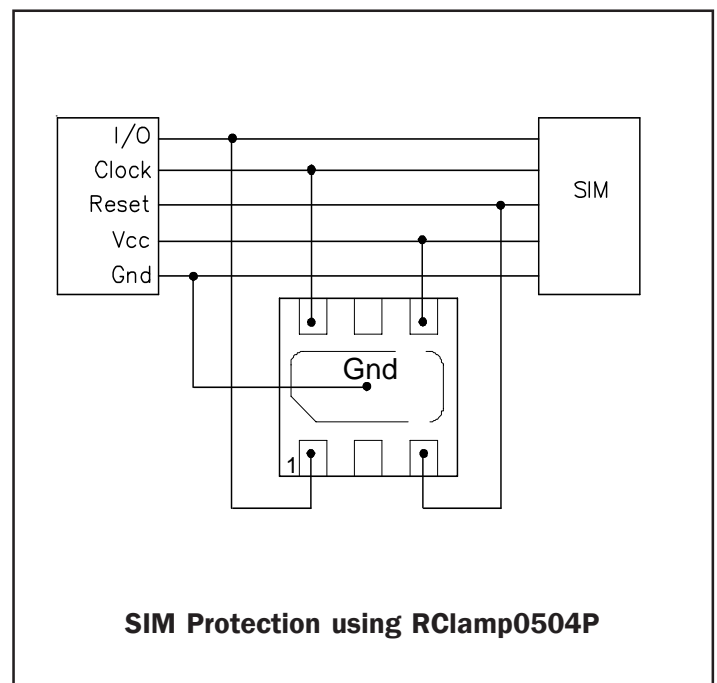 I/O
Clock
Reset
Vcc
Gnd
SIM
Gnd
1
SIM Protection using RClamp0504P